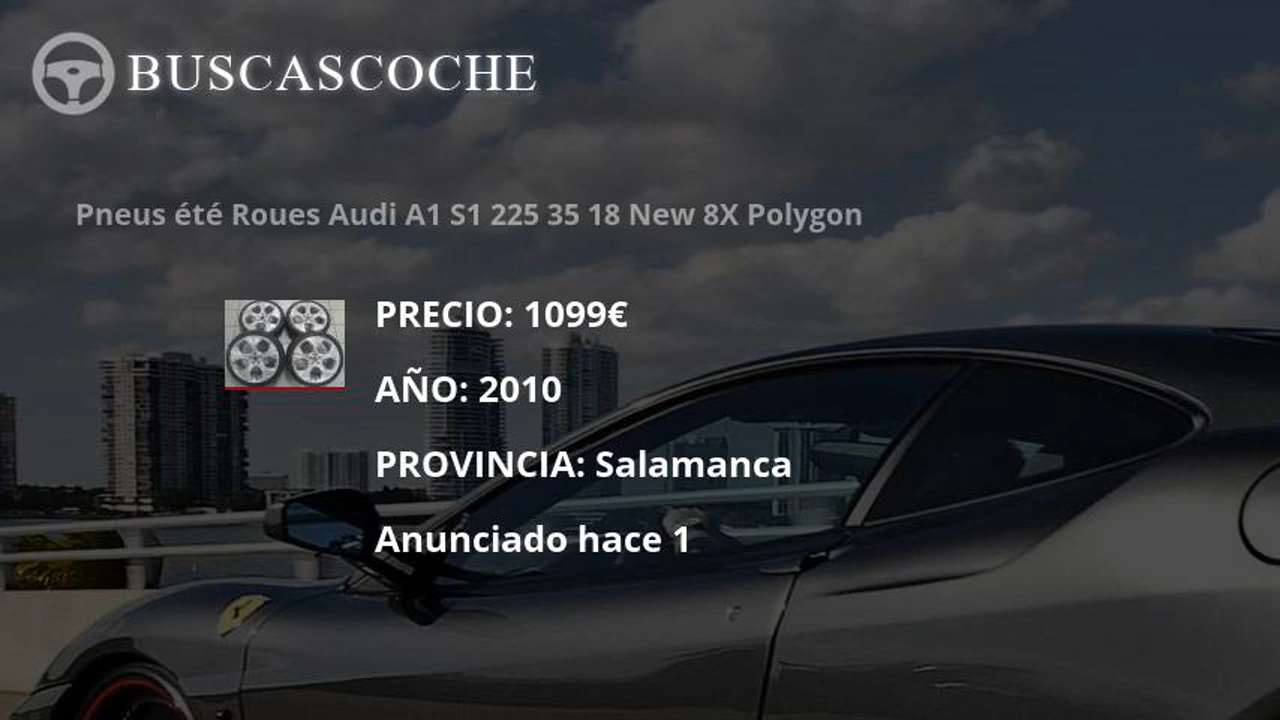 BUSCASCOCHE
Pneus été Roues Audi A1 S1 225 35 18 New 8X Polygon
PRECIO: 1099€
AÑO: 2010
PROVINCIA: Salamanca
Anunciado hace 1